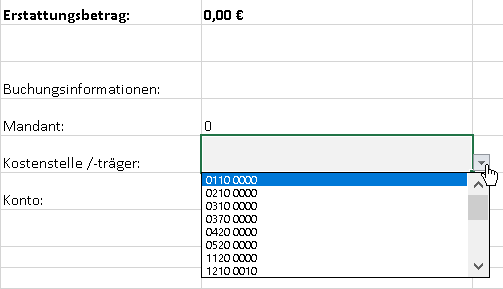 Erstattungsbetrag: 0,00 €
Buchungsinformationen:
Mandant: 0
Kostenstelle /-träger:
0110 0000
0210 0000
0310 0000
0370 0000
0420 0000
0520 0000
1120 0000
1210 0010
Konto: